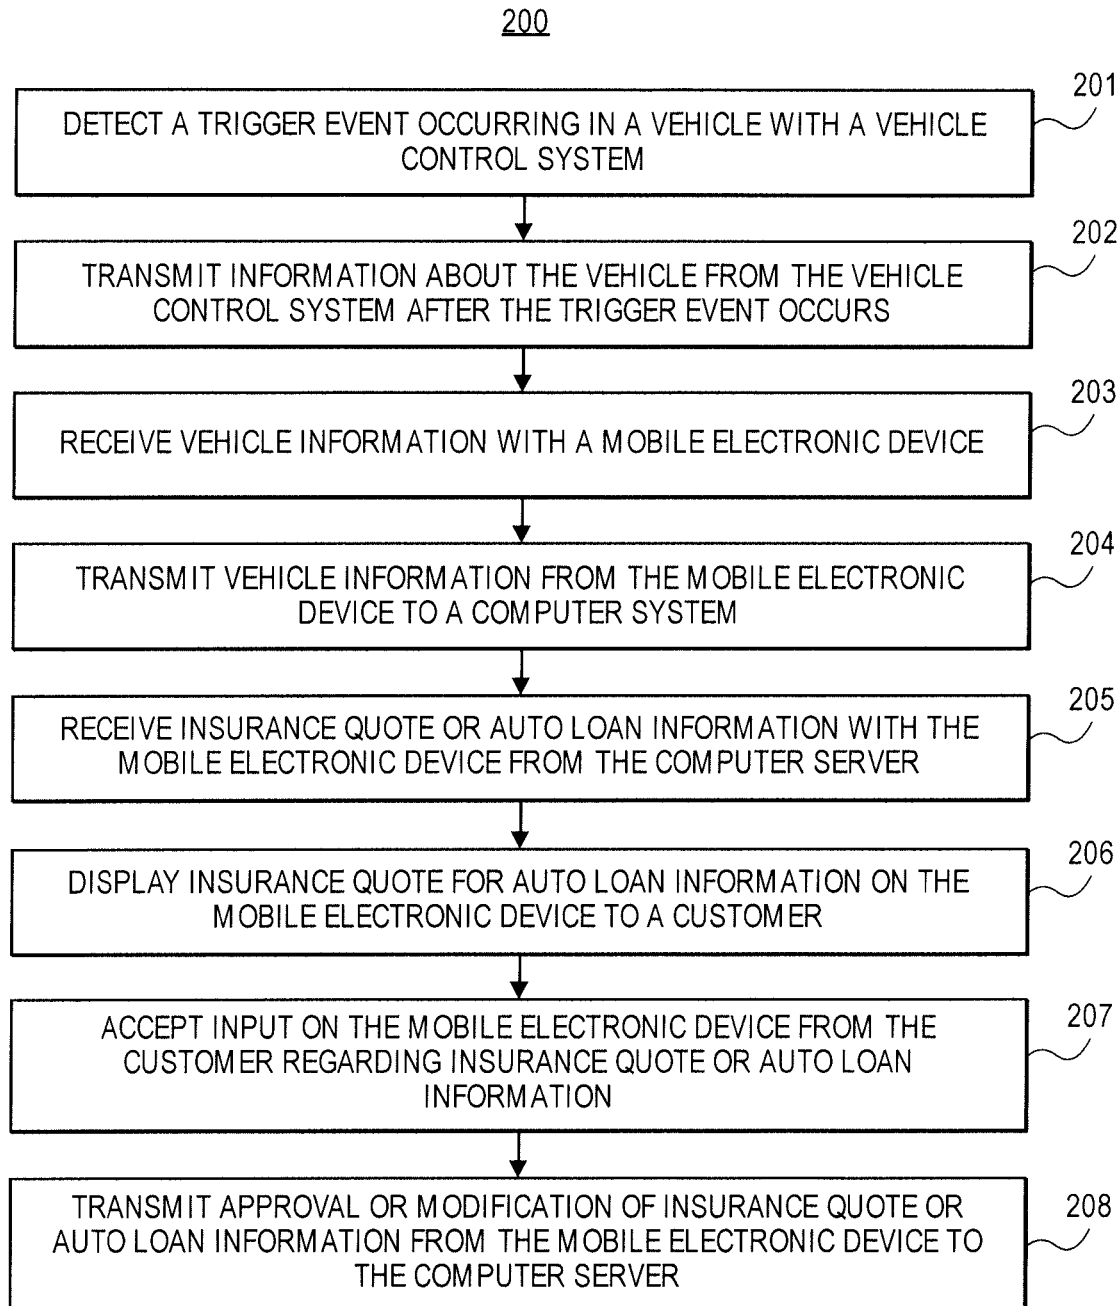 200
201
DETECT A TRIGGER EVENT OCCURRING IN A VEHICLE WITH A VEHICLE
CONTROL SYSTEM
202
TRANSMIT INFORMATION ABOUT THE VEHICLE FROM THE VEHICLE
CONTROL SYSTEM AFTER THE TRIGGER EVENT OCCURS
203
RECEIVE VEHICLE INFORMATION WITH A MOBILE ELECTRONIC DEVICE
204
TRANSMIT VEHICLE INFORMATION FROM THE MOBILE ELECTRONIC
DEVICE TO A COMPUTER SYSTEM
205
RECEIVE INSURANCE QUOTE OR AUTO LOAN INFORMATION WITH THE
MOBILE ELECTRONIC DEVICE FROM THE COMPUTER SERVER
206
DISPLAY INSURANCE QUOTE FOR AUTO LOAN INFORMATION ON THE
MOBILE ELECTRONIC DEVICE TO A CUSTOMER
207
ACCEPT INPUT ON THE MOBILE ELECTRONIC DEVICE FROM THE
CUSTOMER REGARDING INSURANCE QUOTE OR AUTO LOAN
INFORMATION
208
TRANSMIT APPROVAL OR MODIFICATION OF INSURANCE QUOTE OR
AUTO LOAN INFORMATION FROM THE MOBILE ELECTRONIC DEVICE TO
THE COMPUTER SERVER